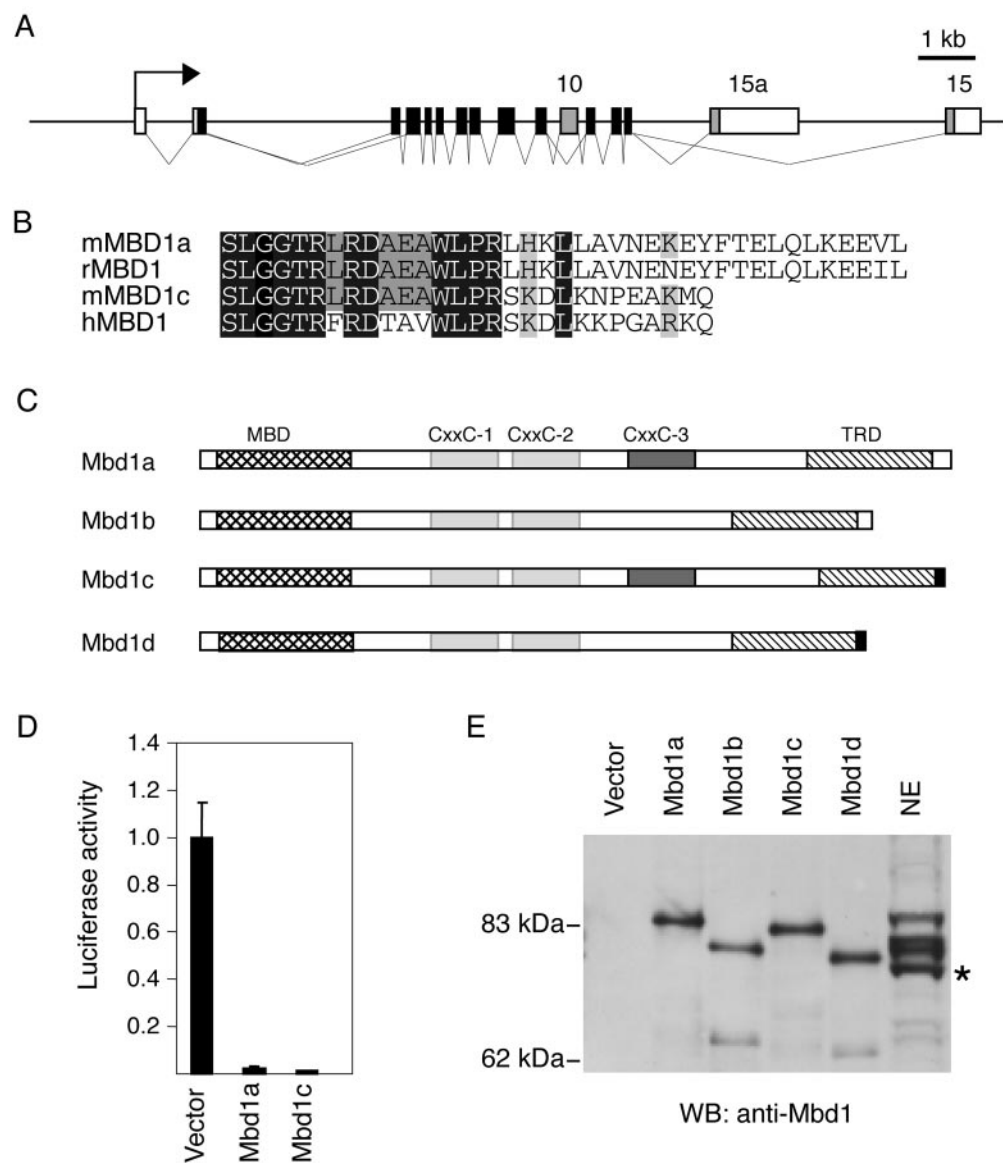 A
1 kb
10 15a 15
B
mMBD1a SLGGTRLRDAEAWLPRLHKLLAVNEKEYFTELQLKEEVL
rMBD1 SLGGTRLRDAEAWLPRLHKLLAVNENEYFTELQLKEEIL
mMBD1c SLGGTRLRDAEAWLPRSKDLKNPEAKMQ
hMBD1 SLGGTRFRDTAVWLPRSKDLKKPGARKQ
C
MBD CxxC-1 CxxC-2 CxxC-3 TRD
Mbd1a
Mbd1b
Mbd1c
Mbd1d
D
1.4
1.2
1.0
0.8
0.6
0.4
0.2
Luciferase activity
Vector
Mbd1a
Mbd1c
E
Vector
Mbd1a
Mbd1b
Mbd1c
Mbd1d
NE
83 kDa–
*
62 kDa–
WB: anti-Mbd1